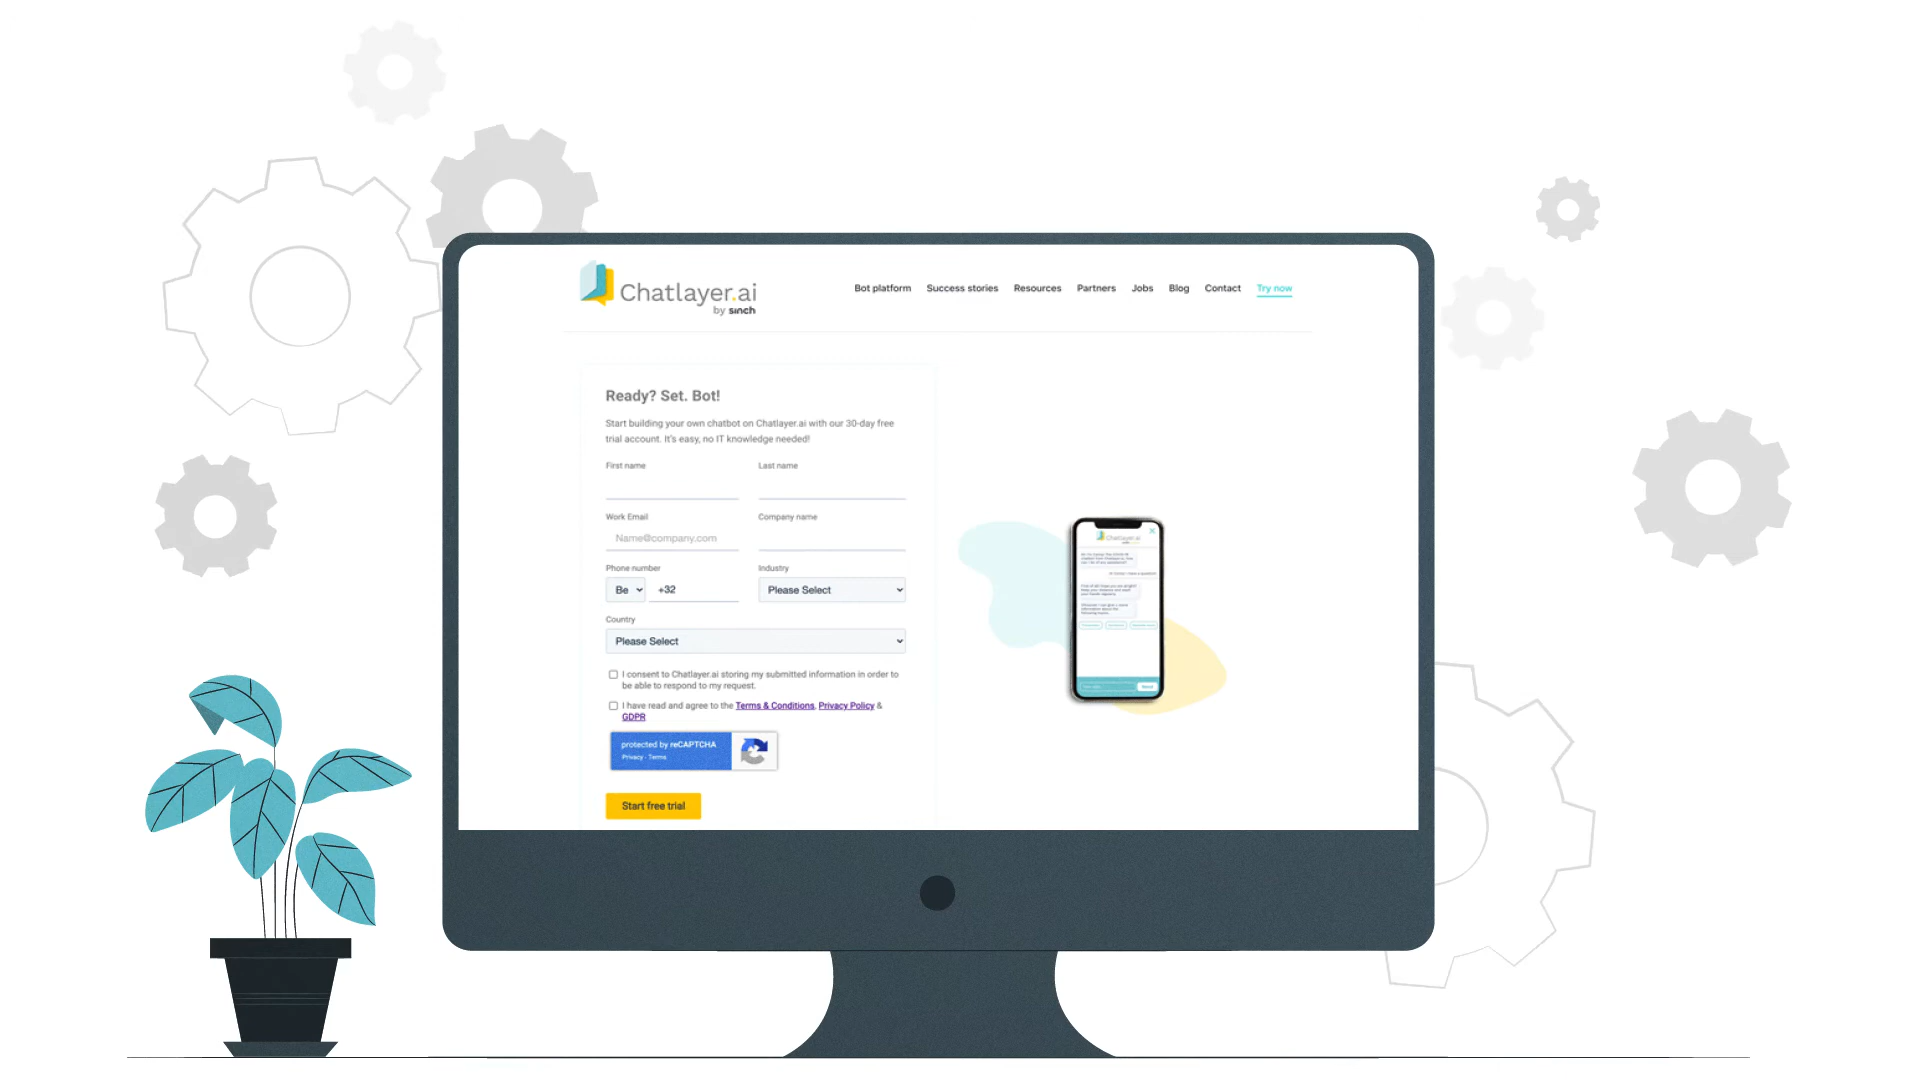 Chatlayer.ai
by sinch
Bot platform Success stories Resources Partners Jobs Blog Contact Try now
Ready? Set. Bot!
Start building your own chatbot on Chatlayer.ai with our 30-day free
trial account. It's easy, no IT knowledge needed!
First name Last name
Work Email Company name
Name@company.com
Phone number Industry
Be +32 Please Select
Country
Please Select
I consent to Chatlayer.ai storing my submitted information in order to
be able to respond to my request.
I have read and agree to the Terms & Conditions, Privacy Policy &
GDPR
protected by reCAPTCHA
Privacy - Terms
Start free trial
Chatlayer.ai